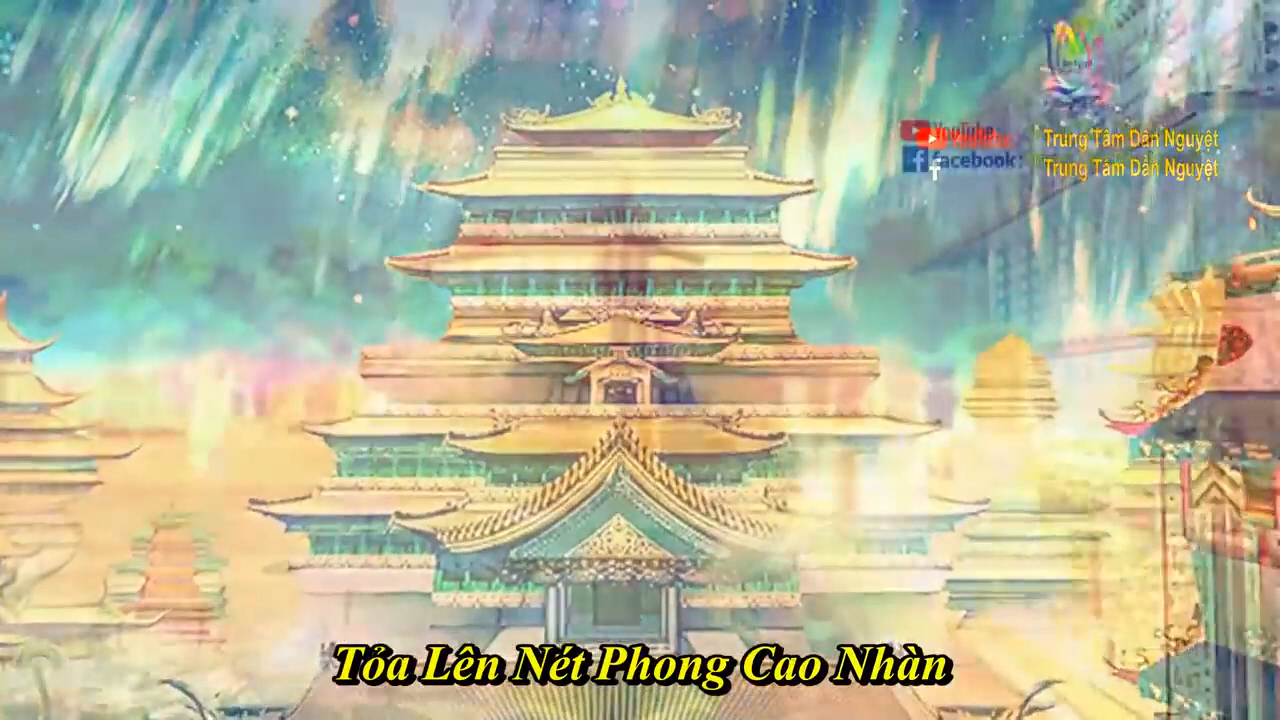 YouTube
Trung Tâm Dân Nguyệt
facebook:
Trung Tâm Dân Nguyệt
Tỏa Lên Nét Phong Cao Nhàn